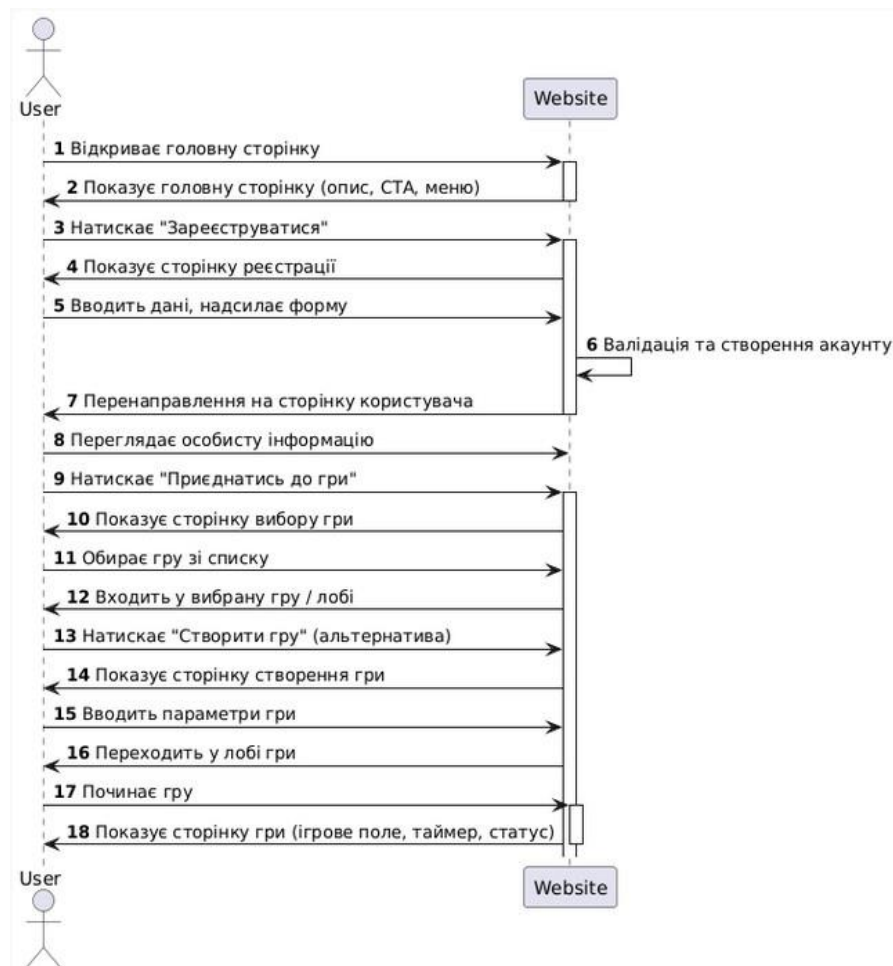 User
Website
1 Відкриває головну сторінку
2 Показує головну сторінку (опис, CTA, меню)
3 Натискає "Зареєструватися"
4 Показує сторінку реєстрації
5 Вводить дані, надсилає форму
6 Валідація та створення акаунту
7 Перенаправлення на сторінку користувача
8 Переглядає особисту інформацію
9 Натискає "Приєднатись до гри"
10 Показує сторінку вибору гри
11 Обирає гру зі списку
12 Входить у вибрану гру / лобі
13 Натискає "Створити гру" (альтернатива)
14 Показує сторінку створення гри
15 Вводить параметри гри
16 Переходить у лобі гри
17 Починає гру
18 Показує сторінку гри (ігрове поле, таймер, статус)
User
Website